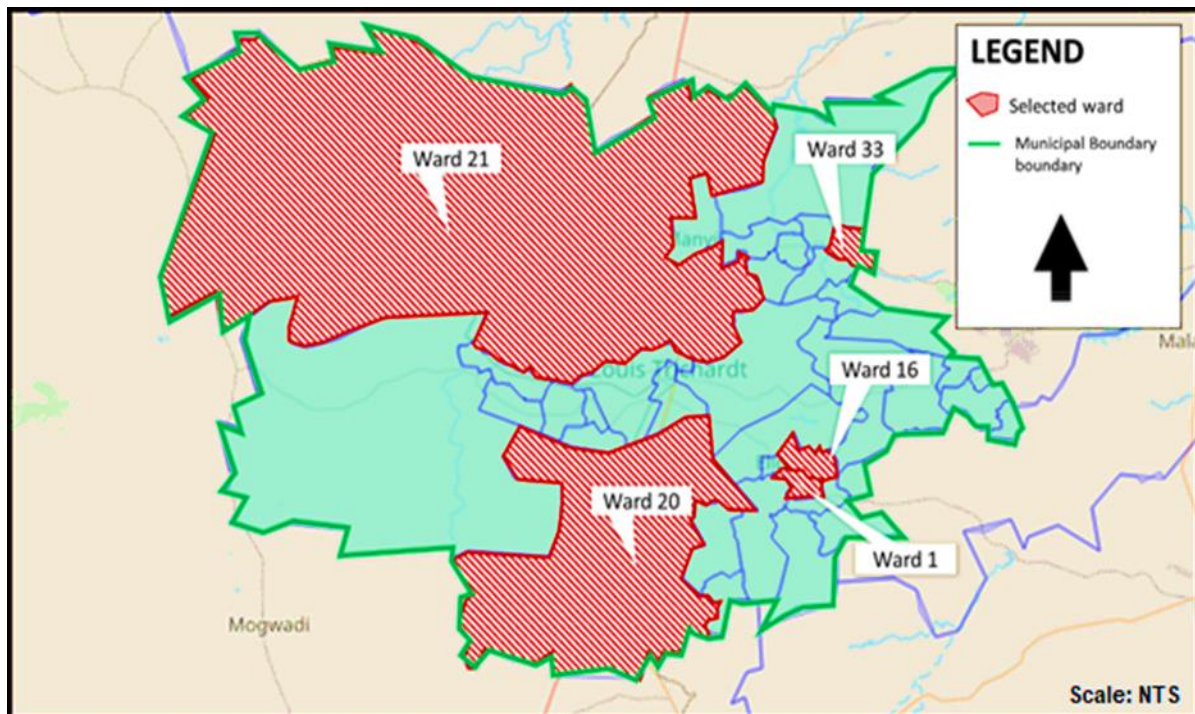 LEGEND
Selected ward
Municipal Boundary
boundary
Ward 21
Ward 33
Louis Trichardt
Ward 16
Ward 20
Ward 1
Mogwadi
Scale: NTS